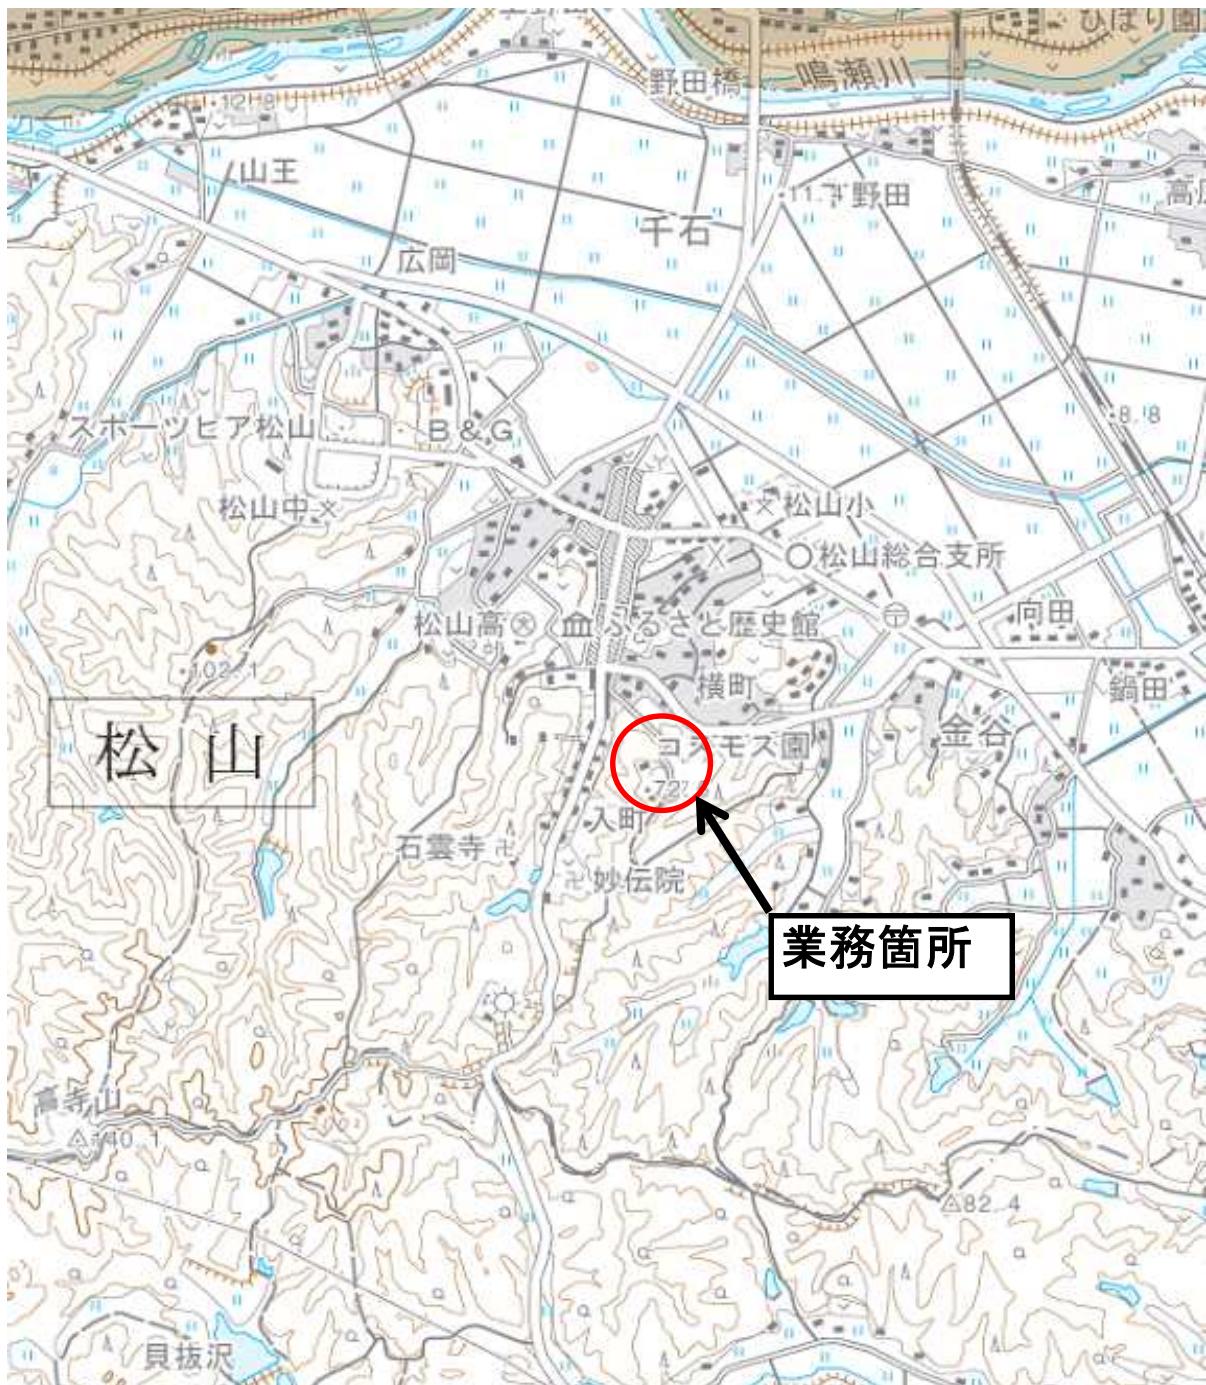 ひばり園
野田橋
鳴瀬川
12.8
山王
11.7
下野田
千石
広岡
8.8
スポーツピア松山
B&G
松山中
松山小
松山総合支所
向田
松山高
ふるさと歴史館
102.1
横町
鍋田
松山
コスモス園
金谷
72
入町
石雲寺
妙伝院
業務箇所
高寺山
140.1
82.4
貝抜沢